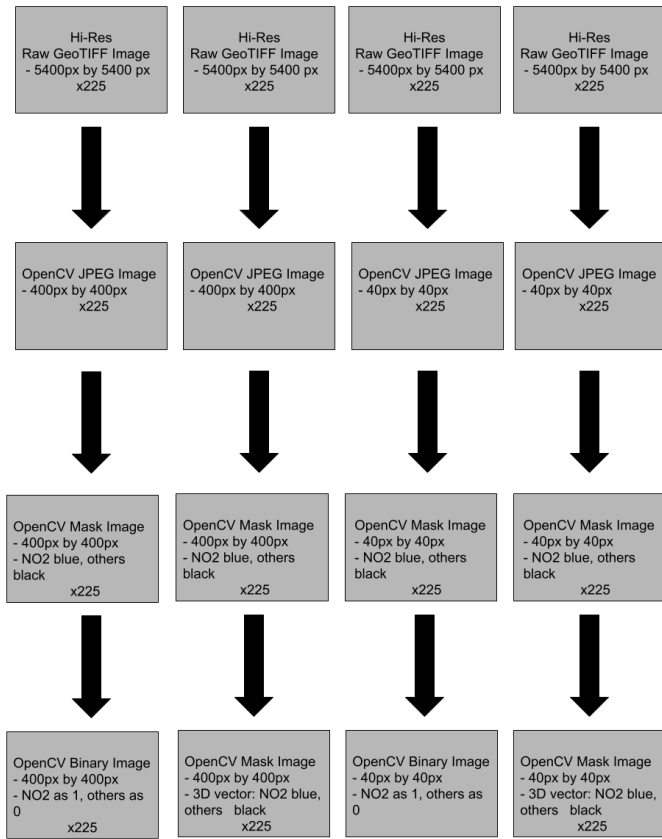 Hi-Res
Raw GeoTIFF Image
- 5400px by 5400 px
x225
Hi-Res
Raw GeoTIFF Image
- 5400px by 5400 px
x225
Hi-Res
Raw GeoTIFF Image
- 5400px by 5400 px
x225
Hi-Res
Raw GeoTIFF Image
- 5400px by 5400 px
x225
OpenCV JPEG Image
- 400px by 400px
x225
OpenCV JPEG Image
- 400px by 400px
x225
OpenCV JPEG Image
- 40px by 40px
x225
OpenCV JPEG Image
- 40px by 40px
x225
OpenCV Mask Image
- 400px by 400px
- NO2 blue, others
black
x225
OpenCV Mask Image
- 400px by 400px
- NO2 blue, others
black
x225
OpenCV Mask Image
- 40px by 40px
- NO2 blue, others
black
x225
OpenCV Mask Image
- 40px by 40px
- NO2 blue, others
black
x225
OpenCV Binary Image
- 400px by 400px
- NO2 as 1, others as
0
x225
OpenCV Mask Image
- 400px by 400px
- 3D vector: NO2 blue,
others black
x225
OpenCV Binary Image
- 40px by 40px
- NO2 as 1, others as
0
x225
OpenCV Mask Image
- 40px by 40px
- 3D vector: NO2 blue,
others black
x225